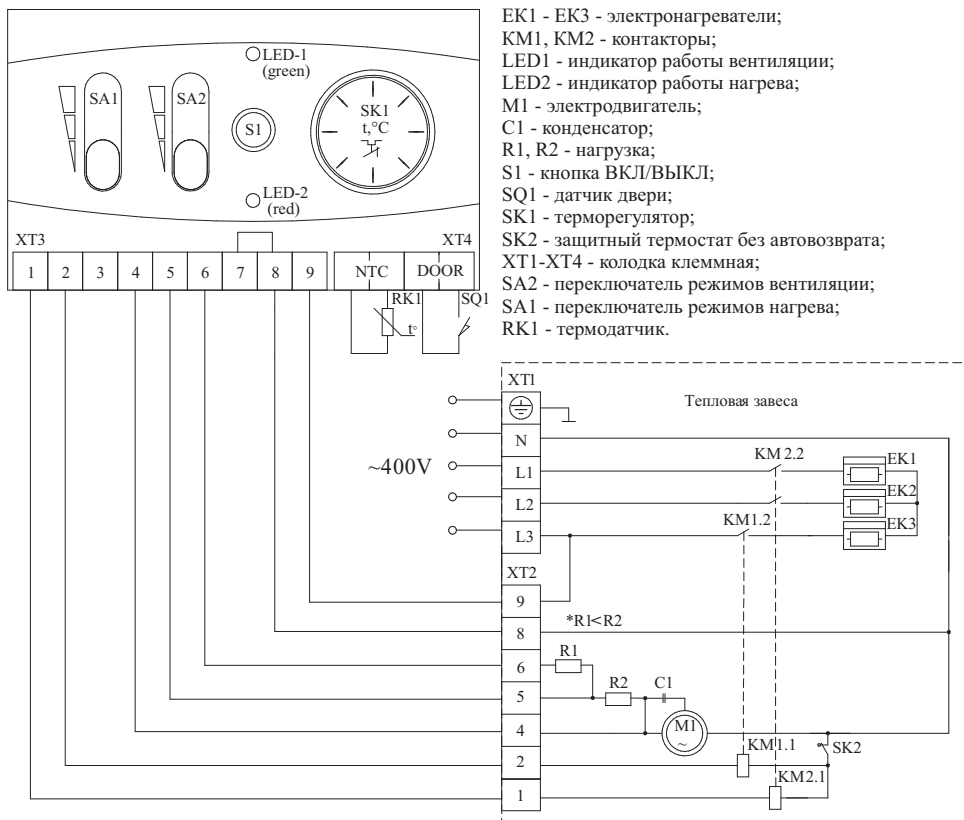 ЕК1 - ЕК3 - электронагреватели;
КМ1, КМ2 - контакторы;
LED1 - индикатор работы вентиляции;
LED2 - индикатор работы нагрева;
М1 - электродвигатель;
С1 - конденсатор;
R1, R2 - нагрузка;
S1 - кнопка ВКЛ/ВЫКЛ;
SQ1 - датчик двери;
SK1 - терморегулятор;
SK2 - защитный термостат без автовозврата;
XT1-XT4 - колодка клеммная;
SA2 - переключатель режимов вентиляции;
SA1 - переключатель режимов нагрева;
RK1 - термодатчик.
LED-1
(green)
SA1
SA2
S1
SK1
t,°C
LED-2
(red)
XT3
XT4
1 2 3 4 5 6 7 8 9 NTC DOOR
RK1
SQ1
t°
XT1
Тепловая завеса
N
~400V
L1
L2
L3
KM 2.2
EK1
EK2
KM1.2
EK3
XT2
9
*R1<R2
8
R1
6
R2
C1
5
M1
~
4
KM1.1
SK2
2
KM2.1
1